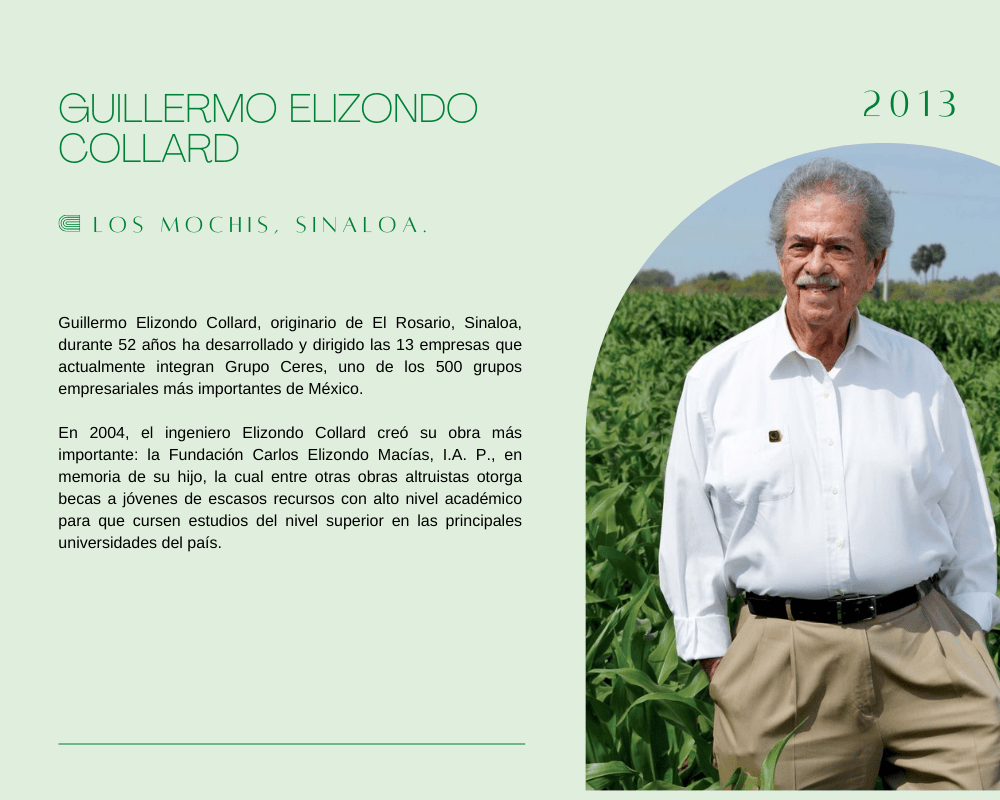 GUILLERMO ELIZONDO
COLLARD
2013
LOS MOCHIS, SINALOA.
Guillermo Elizondo Collard, originario de El Rosario, Sinaloa,
durante 52 años ha desarrollado y dirigido las 13 empresas que
actualmente integran Grupo Ceres, uno de los 500 grupos
empresariales más importantes de México.
En 2004, el ingeniero Elizondo Collard creó su obra más
importante: la Fundación Carlos Elizondo Macías, I.A. P., en
memoria de su hijo, la cual entre otras obras altruistas otorga
becas a jóvenes de escasos recursos con alto nivel académico
para que cursen estudios del nivel superior en las principales
universidades del país.